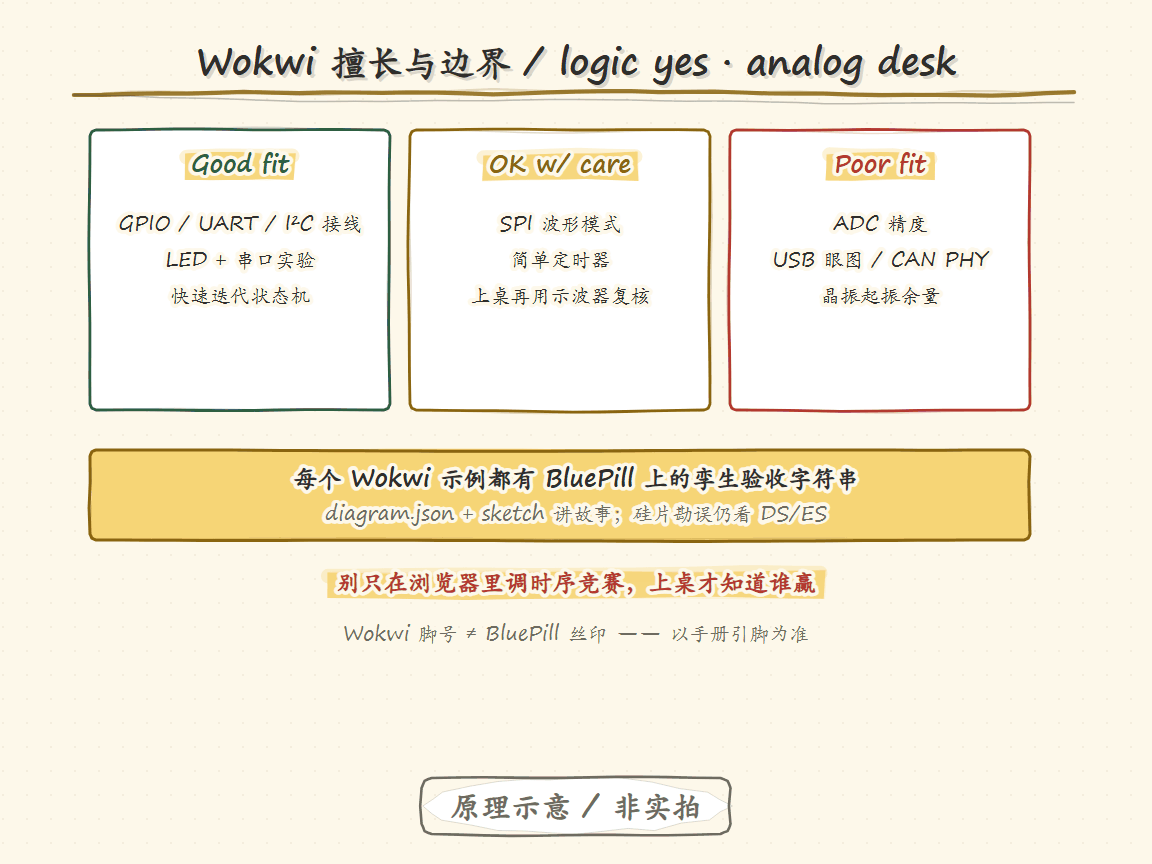 Wokwi 擅长与边界 / logic yes · analog desk
Good fit
GPIO / UART / I²C 接线
LED + 串口实验
快速迭代状态机
OK w/ care
SPI 波形模式
简单定时器
上桌再用示波器复核
Poor fit
ADC 精度
USB 眼图 / CAN PHY
晶振起振余量
每个 Wokwi 示例都有 BluePill 上的孪生验收字符串
diagram.json + sketch 讲故事；硅片勘误仍看 DS/ES
别只在浏览器里调时序竞赛，上桌才知道谁赢
Wokwi 脚号 ≠ BluePill 丝印 —— 以手册引脚为准
原理示意 / 非实拍